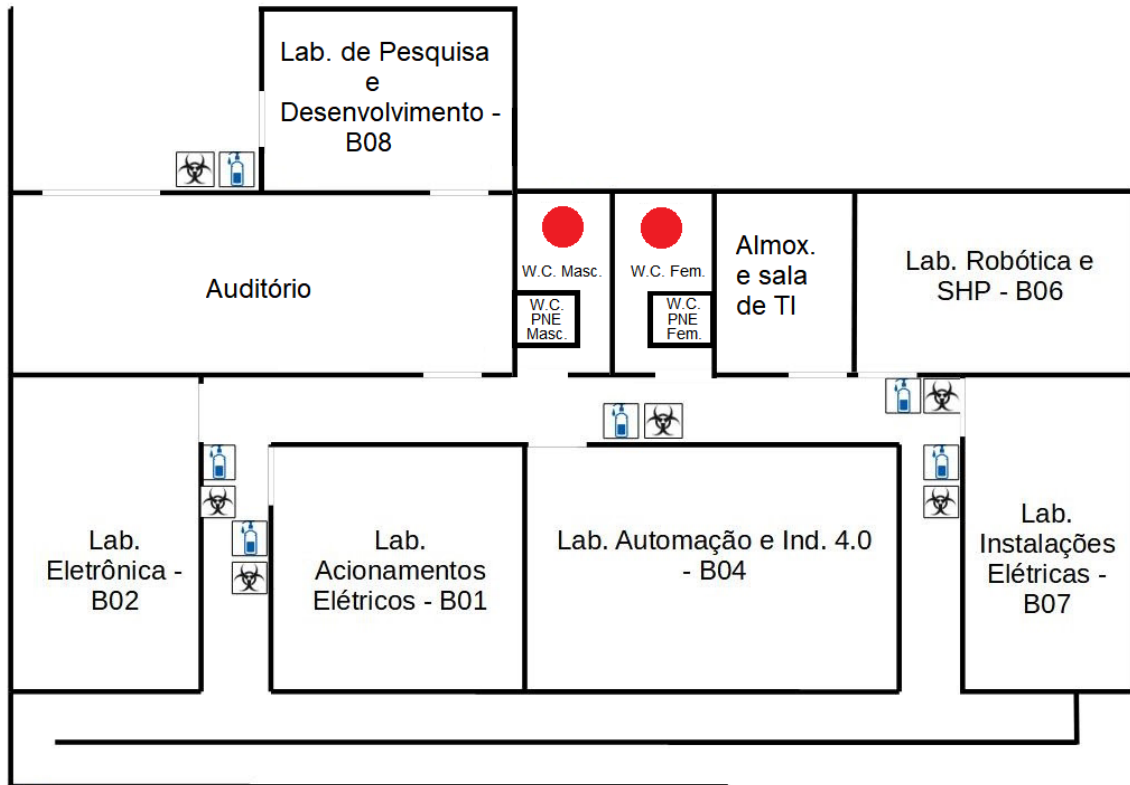 Lab. de Pesquisa
e
Desenvolvimento -
B08
Auditório
W.C. Masc.
W.C.
PNE
Masc.
W.C. Fem.
W.C.
PNE
Fem.
Almox.
e sala
de TI
Lab. Robótica e
SHP - B06
Lab.
Eletrônica -
B02
Lab.
Acionamentos
Elétricos - B01
Lab. Automação e Ind. 4.0
- B04
Lab.
Instalações
Elétricas -
B07